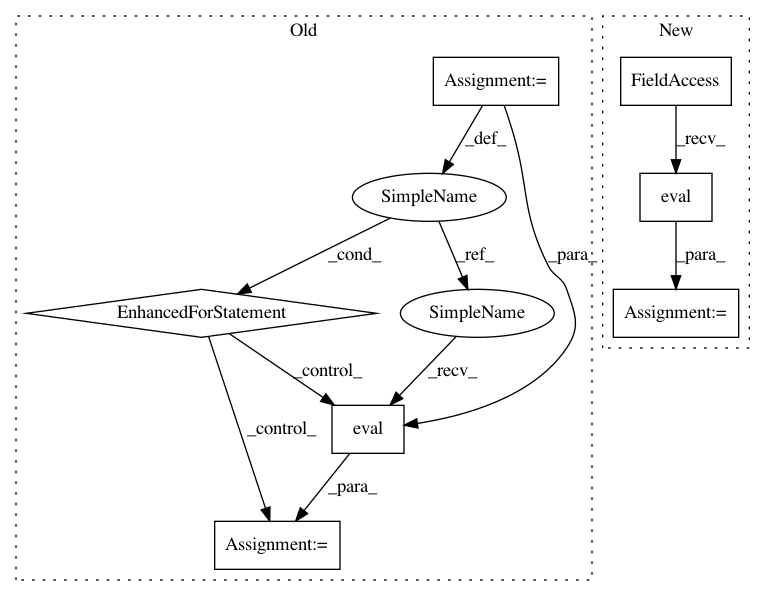 Old
New
Assignment:=
FieldAccess
_def_
_recv_
SimpleName
eval
_cond_
_ref_
_para_
_para_
EnhancedForStatement
SimpleName
Assignment:=
_control_
_recv_
_control_
eval
_para_
Assignment:=